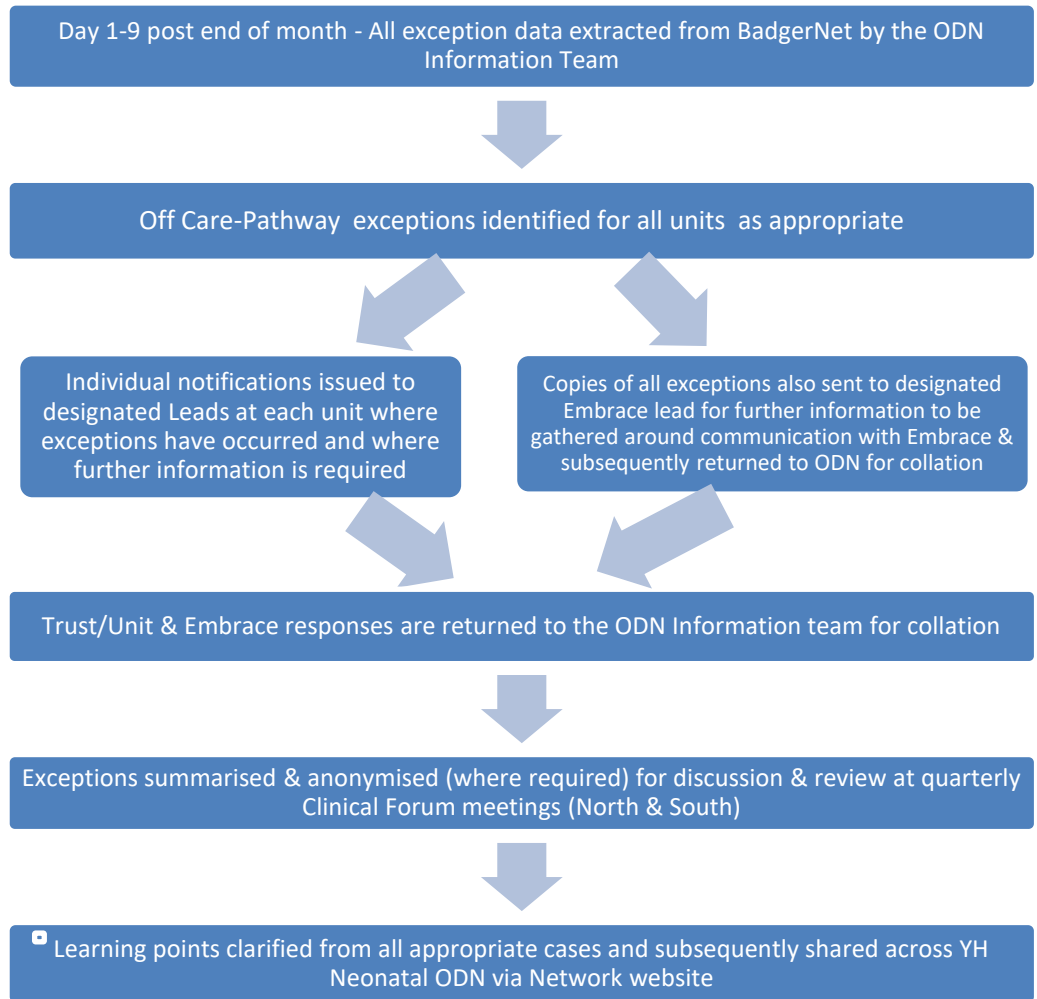 Day 1-9 post end of month - All exception data extracted from BadgerNet by the ODN
Information Team
Off Care-Pathway exceptions identified for all units as appropriate
Individual notifications issued to
designated Leads at each unit where
exceptions have occurred and where
further information is required
Copies of all exceptions also sent to designated
Embrace lead for further information to be
gathered around communication with Embrace &
subsequently returned to ODN for collation
Trust/Unit & Embrace responses are returned to the ODN Information team for collation
Exceptions summarised & anonymised (where required) for discussion & review at quarterly
Clinical Forum meetings (North & South)
Learning points clarified from all appropriate cases and subsequently shared across YH
Neonatal ODN via Network website